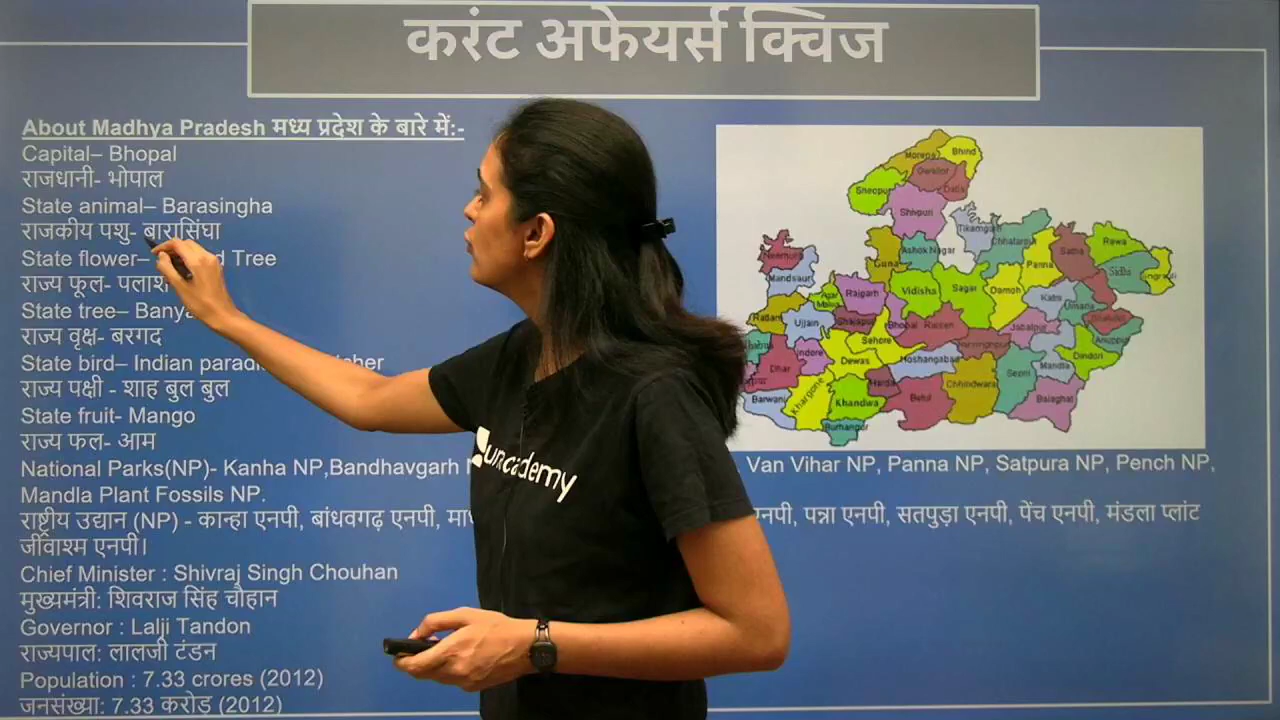 करंट अफेयर्स क्विज
About Madhya Pradesh मध्य प्रदेश के बारे में:-
Capital– Bhopal
राजधानी- भोपाल
State animal– Barasingha
राजकीय पशु- बारासिंघा
State flower– Tree
राज्य फूल-
State tree–
राज्य वृक्ष- बरगद
State bird– Indian
राज्य पक्षी - शाह बुल बुल
State fruit- Mango
राज्य फल- आम
National Parks(NP)- Kanha NP,Bandhavgarh Van Vihar NP, Panna NP, Satpura NP, Pench NP,
Mandla Plant Fossils NP.
राष्ट्रीय उद्यान (NP) - कान्हा एनपी, बांधवगढ़ एनपी, एनपी, पन्ना एनपी, सतपुड़ा एनपी, पेंच एनपी, मंडला प्लांट
जीवाश्म एनपी।
Chief Minister : Shivraj Singh Chouhan
मुख्यमंत्री: शिवराज सिंह चौहान
Governor : Lalji Tandon
राज्यपाल: लालजी टंडन
Population : 7.33 crores (2012)
जनसंख्या: 7.33 करोड़ (2012)
Morena Bhind
Gwalior
Sheopur Datia
Shivpuri
Tikamgarh
Chhatarpur
Ashok Nagar
Guna
Panna
Satna
Rewa
Sidhi
Neemuch
Mandsaur
Rajgarh
Vidisha
Sagar
Damoh
Katni
Umaria
Ratlam
Ujjain
Shajapur
Bhopal
Raisen
Jabalpur
Sehore
Indore
Dewas
Hoshangabad
Mandla
Dindori
Dhar
Seoni
Barwani
Khargone
Khandwa
Harda
Betul
Chhindwara
Balaghat
Burhanpur
unacademy